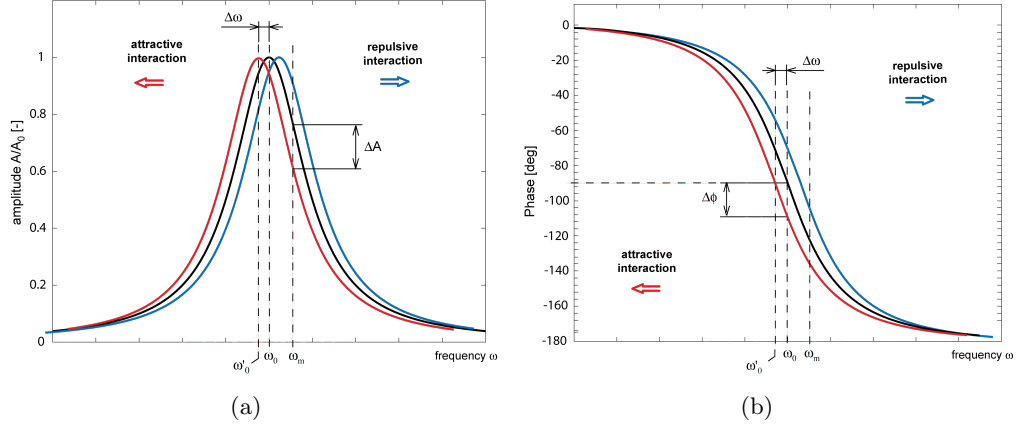 Δω
attractive
interaction
repulsive
interaction
1
0.8
0.6
0.4
0.2
0
amplitude A/A₀ [-]
ΔA
ω'₀
ω₀
ωₘ
frequency ω
(a)
0
-20
-40
-60
-80
-100
-120
-140
-160
-180
Phase [deg]
Δω
repulsive
interaction
Δϕ
attractive
interaction
ω'₀
ω₀
ωₘ
frequency ω
(b)